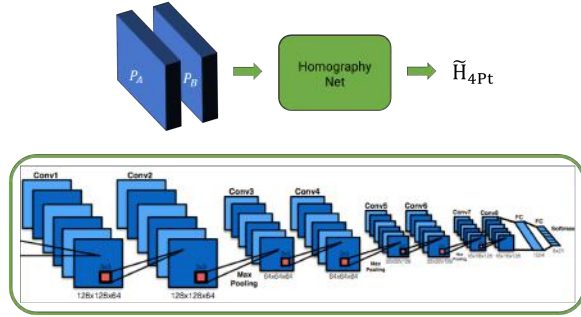 P_A
P_B
Homography
Net
H̃_4Pt
Conv1
Conv2
Conv3
Conv4
Conv5
Conv6
Conv7
Conv8
FC
FC
Softmax
Max
Pooling
Max
Pooling
128x128x64
128x128x64
64x64x64
64x64x64
1024